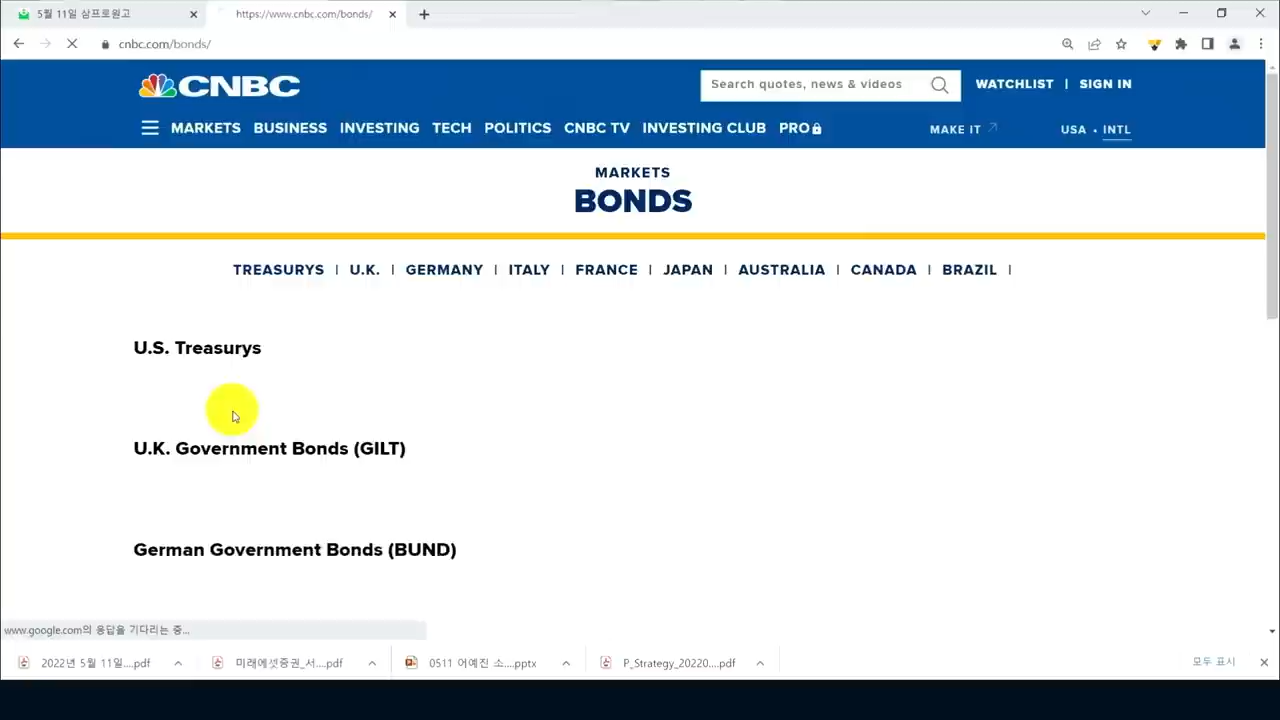 5월 11일 삼프로원고
https://www.cnbc.com/bonds/
cnbc.com/bonds/
CNBC
Search quotes, news & videos
WATCHLIST | SIGN IN
MARKETS BUSINESS INVESTING TECH POLITICS CNBC TV INVESTING CLUB PRO
MAKE IT
USA • INTL
MARKETS
BONDS
TREASURYS | U.K. | GERMANY | ITALY | FRANCE | JAPAN | AUSTRALIA | CANADA | BRAZIL |
U.S. Treasurys
U.K. Government Bonds (GILT)
German Government Bonds (BUND)
www.google.com의 응답을 기다리는 중...
2022년 5월 11일....pdf
미래에셋증권_서....pdf
0511 어예진 소....pptx
P_Strategy_20220....pdf
모두 표시